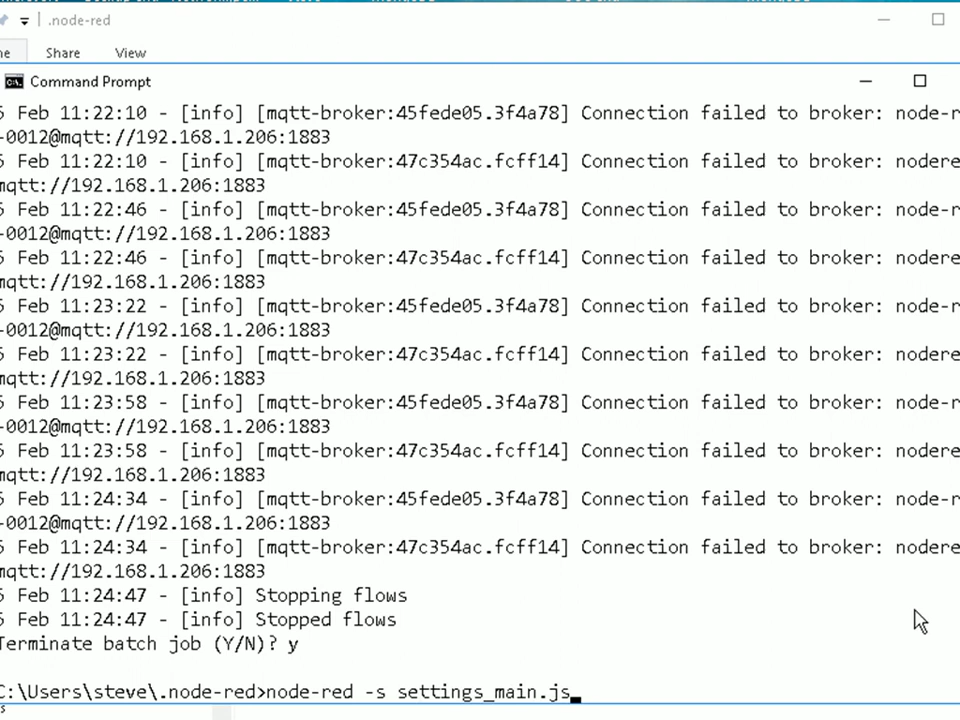 .node-red
Share View
Command Prompt
Feb 11:22:10 - [info] [mqtt-broker:45fede05.3f4a78] Connection failed to broker: node-r
-0012@mqtt://192.168.1.206:1883
Feb 11:22:10 - [info] [mqtt-broker:47c354ac.fcff14] Connection failed to broker: nodere
mqtt://192.168.1.206:1883
Feb 11:22:46 - [info] [mqtt-broker:45fede05.3f4a78] Connection failed to broker: node-r
-0012@mqtt://192.168.1.206:1883
Feb 11:22:46 - [info] [mqtt-broker:47c354ac.fcff14] Connection failed to broker: nodere
mqtt://192.168.1.206:1883
Feb 11:23:22 - [info] [mqtt-broker:45fede05.3f4a78] Connection failed to broker: node-r
-0012@mqtt://192.168.1.206:1883
Feb 11:23:22 - [info] [mqtt-broker:47c354ac.fcff14] Connection failed to broker: nodere
mqtt://192.168.1.206:1883
Feb 11:23:58 - [info] [mqtt-broker:45fede05.3f4a78] Connection failed to broker: node-r
-0012@mqtt://192.168.1.206:1883
Feb 11:23:58 - [info] [mqtt-broker:47c354ac.fcff14] Connection failed to broker: nodere
mqtt://192.168.1.206:1883
Feb 11:24:34 - [info] [mqtt-broker:45fede05.3f4a78] Connection failed to broker: node-r
-0012@mqtt://192.168.1.206:1883
Feb 11:24:34 - [info] [mqtt-broker:47c354ac.fcff14] Connection failed to broker: nodere
mqtt://192.168.1.206:1883
Feb 11:24:47 - [info] Stopping flows
Feb 11:24:47 - [info] Stopped flows
Terminate batch job (Y/N)? y
C:\Users\steve\.node-red>node-red -s settings_main.js